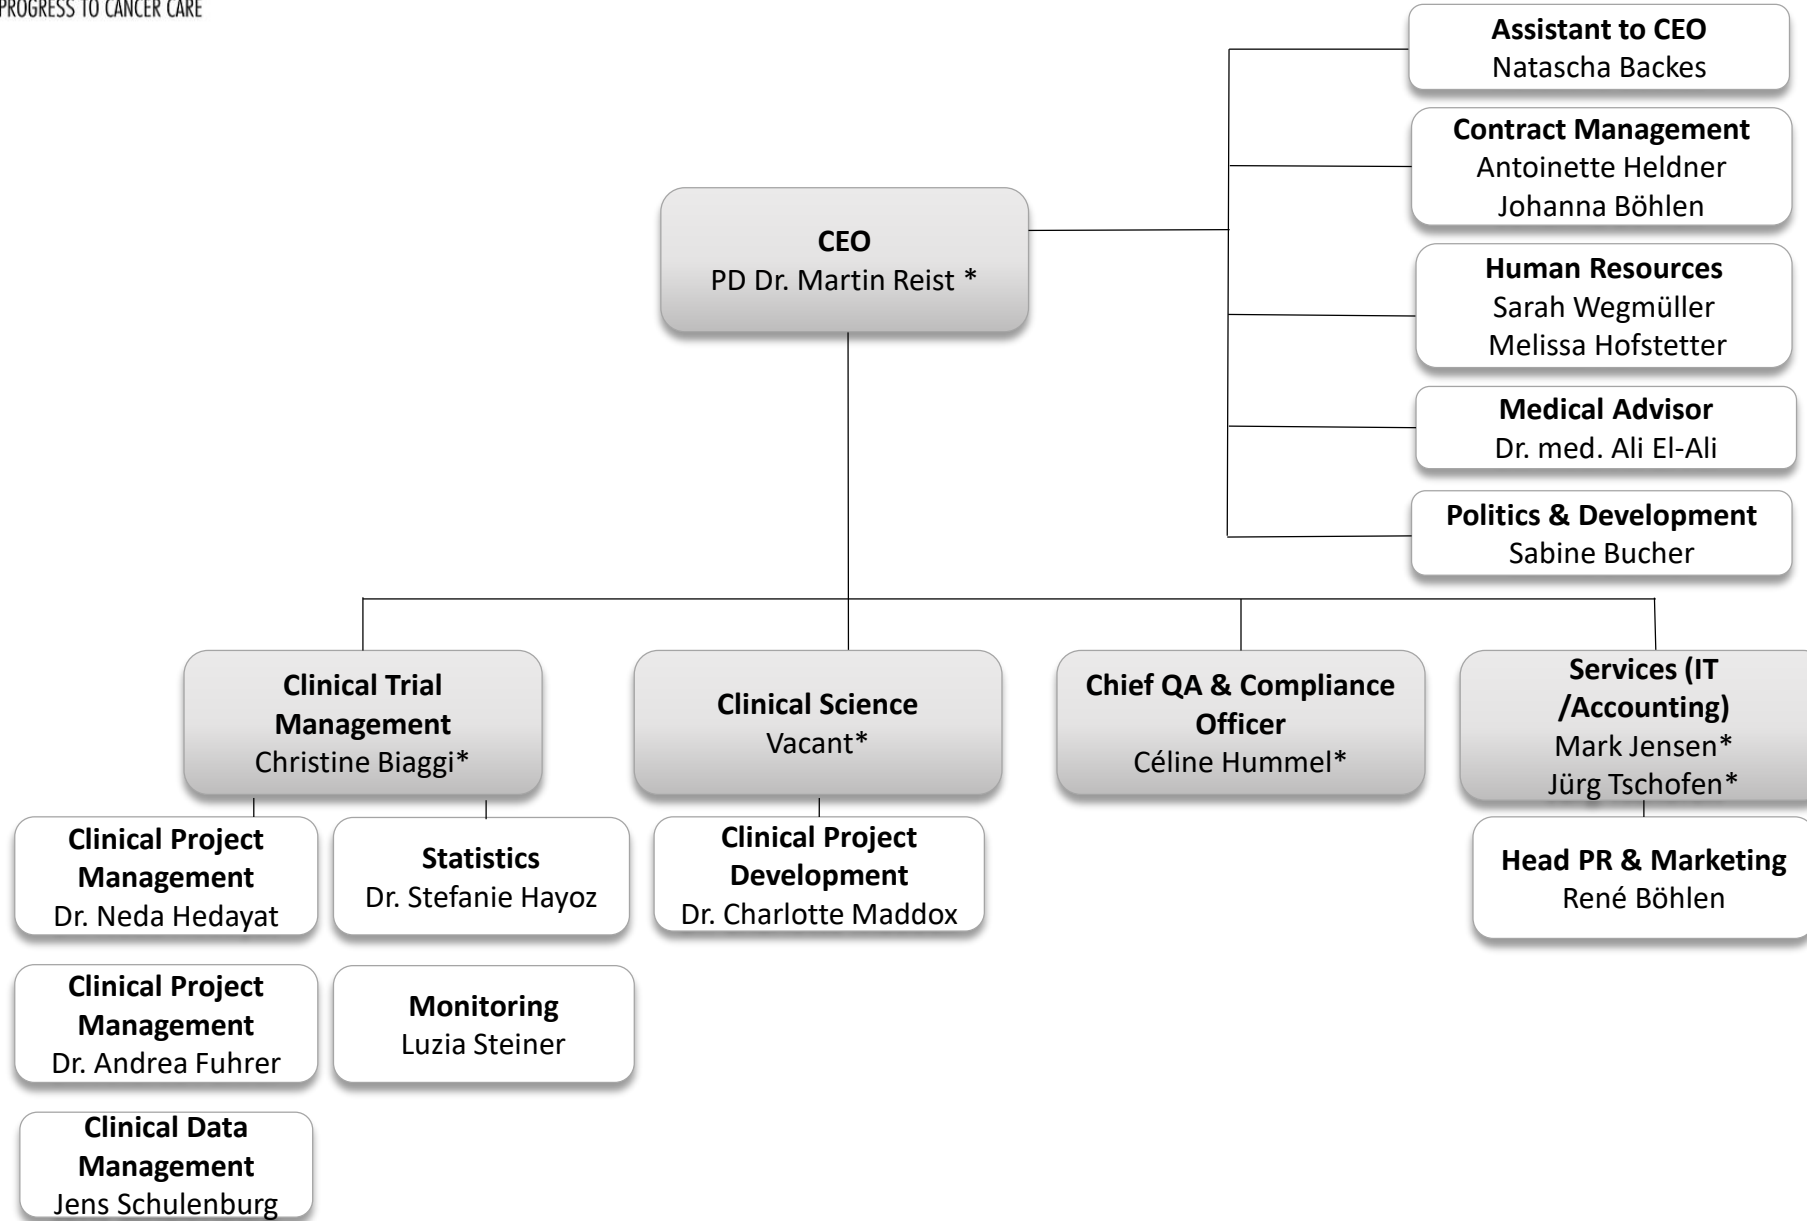 PROGRESS TO CANCER CARE
Assistant to CEO
Natascha Backes
Contract Management
Antoinette Heldner
Johanna Böhlen
CEO
PD Dr. Martin Reist *
Human Resources
Sarah Wegmüller
Melissa Hofstetter
Medical Advisor
Dr. med. Ali El-Ali
Politics & Development
Sabine Bucher
Clinical Trial
Management
Christine Biaggi*
Clinical Science
Vacant*
Chief QA & Compliance
Officer
Céline Hummel*
Services (IT
/Accounting)
Mark Jensen*
Jürg Tschofen*
Clinical Project
Management
Dr. Neda Hedayat
Statistics
Dr. Stefanie Hayoz
Clinical Project
Development
Dr. Charlotte Maddox
Head PR & Marketing
René Böhlen
Clinical Project
Management
Dr. Andrea Fuhrer
Monitoring
Luzia Steiner
Clinical Data
Management
Jens Schulenburg